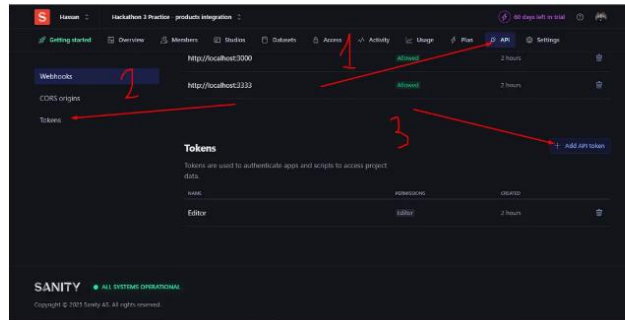 S Hassan Hackathon 3 Practice - products integration 60 days left in trial
Getting started Overview Members Studios Datasets Access Activity Usage Plan API Settings
1
http://localhost:3000 Allowed 2 hours
Webhooks
2
http://localhost:3333 Allowed 2 hours
CORS origins
Tokens
3
Tokens
+ Add API token
Tokens are used to authenticate apps and scripts to access project
data.
NAME PERMISSIONS CREATED
Editor Editor 2 hours
SANITY ALL SYSTEMS OPERATIONAL
Copyright © 2025 Sanity AS. All rights reserved.